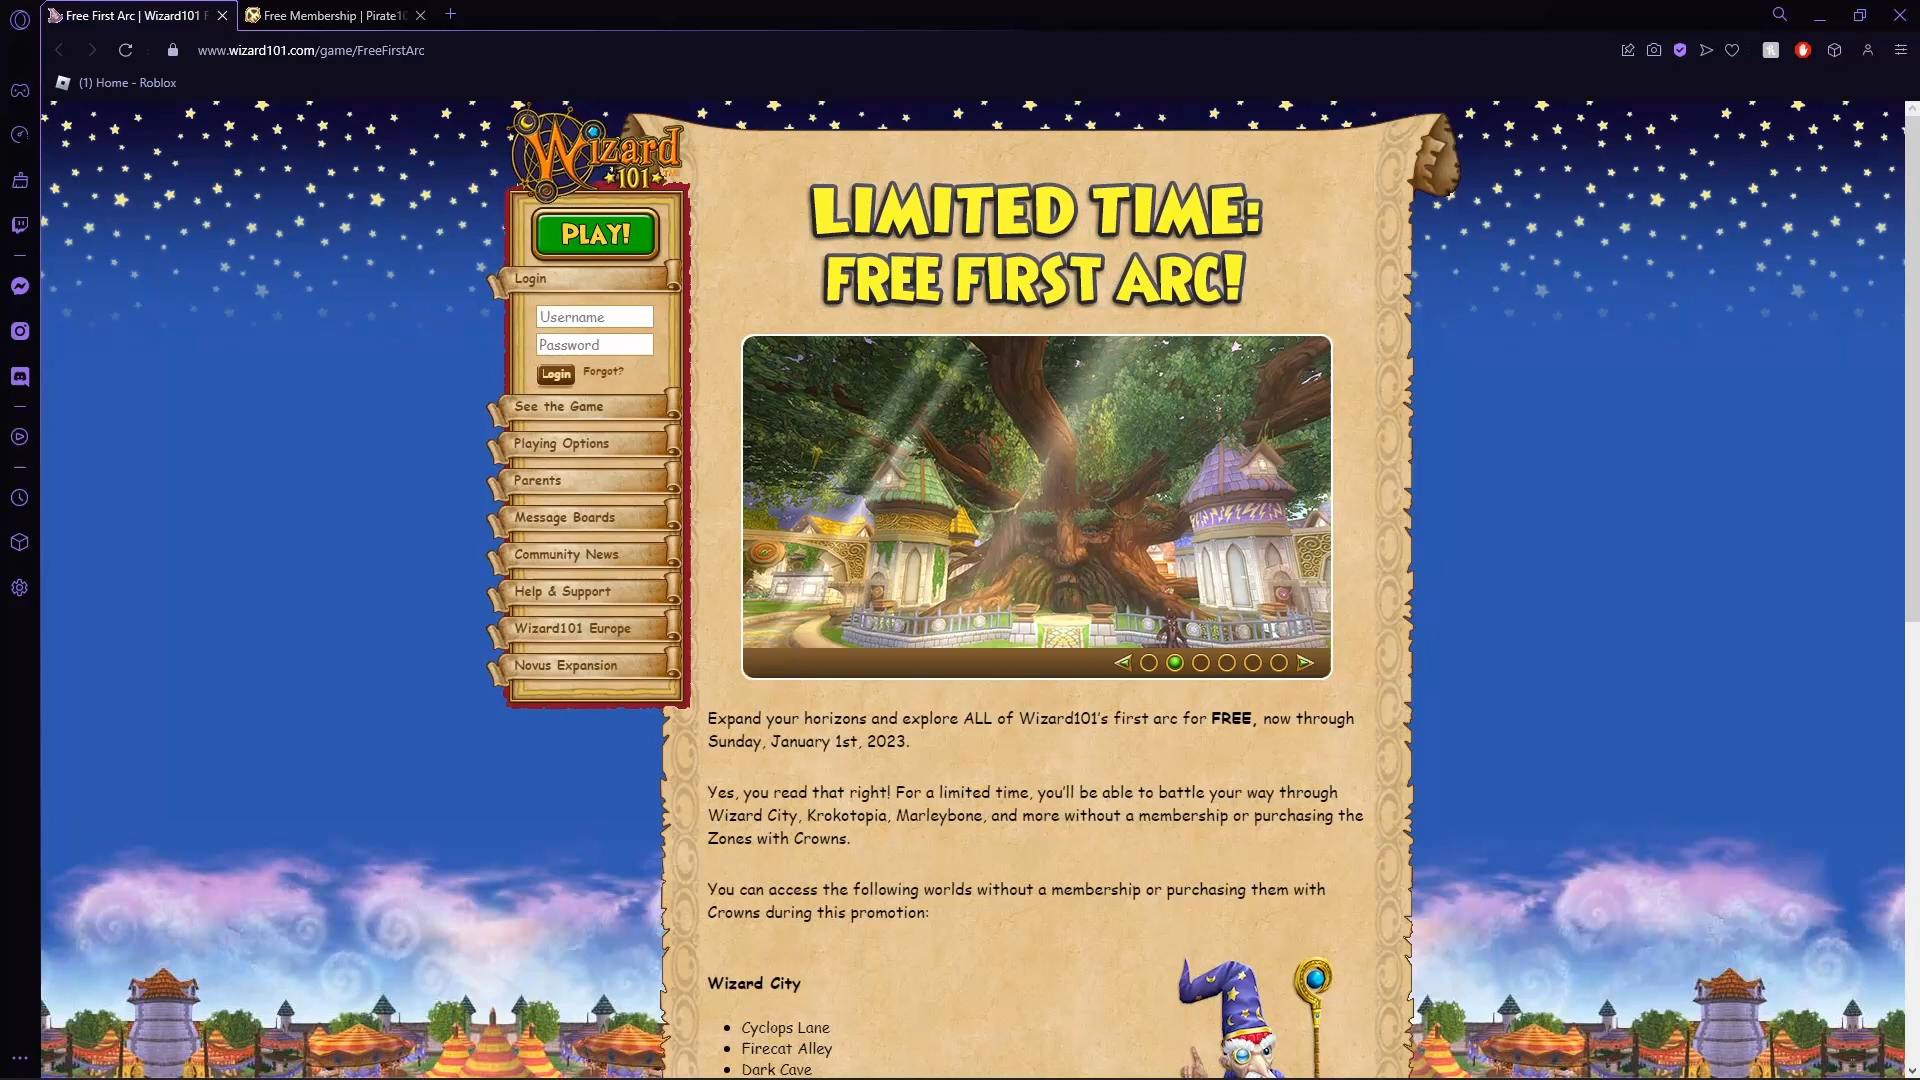 Free First Arc | Wizard101 F
Free Membership | Pirate10
www.wizard101.com/game/FreeFirstArc
(1) Home - Roblox
Wizard
101
PLAY!
Login
Username
Password
Login Forgot?
See the Game
Playing Options
Parents
Message Boards
Community News
Help & Support
Wizard101 Europe
Novus Expansion
LIMITED TIME:
FREE FIRST ARC!
Expand your horizons and explore ALL of Wizard101's first arc for FREE, now through
Sunday, January 1st, 2023.
Yes, you read that right! For a limited time, you'll be able to battle your way through
Wizard City, Krokotopia, Marleybone, and more without a membership or purchasing the
Zones with Crowns.
You can access the following worlds without a membership or purchasing them with
Crowns during this promotion:
Wizard City
• Cyclops Lane
• Firecat Alley
• Dark Cave